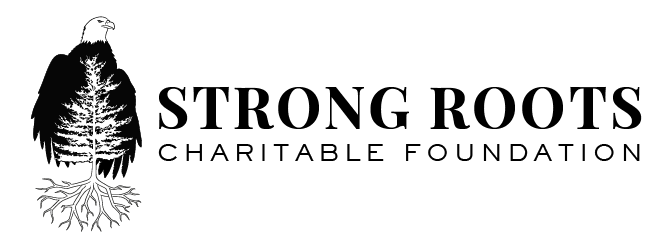 STRONG ROOTS
CHARITABLE FOUNDATION